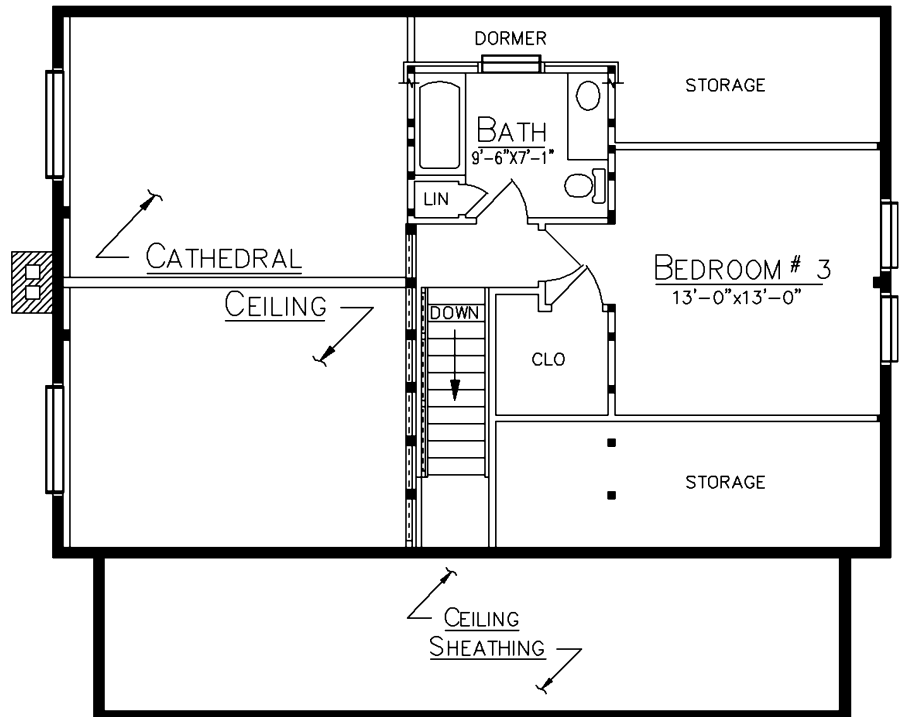 DORMER
STORAGE
BATH
9'-6"X7'-1"
LIN
CATHEDRAL
CEILING
BEDROOM # 3
13'-0"x13'-0"
DOWN
CLO
STORAGE
CEILING
SHEATHING